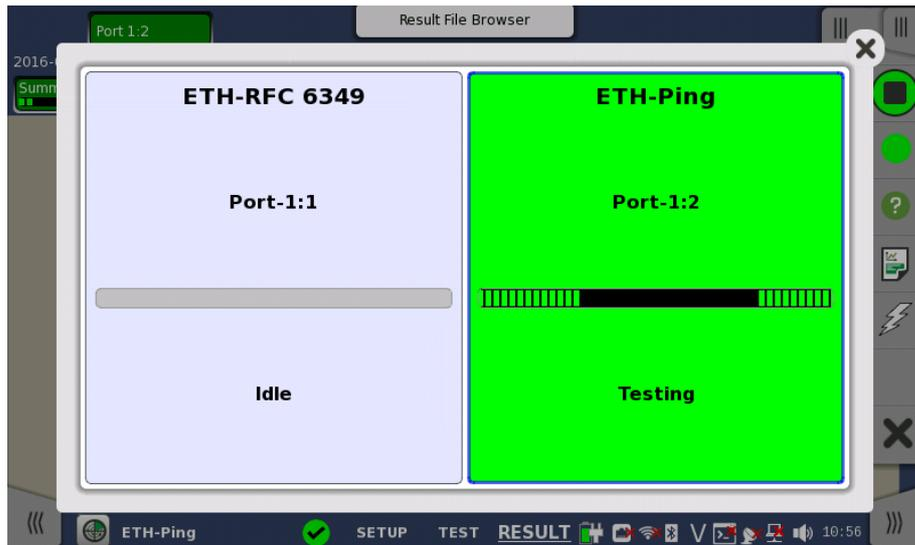 Result File Browser
Port 1:2
2016-
Summ
ETH-RFC 6349
Port-1:1
Idle
ETH-Ping
Port-1:2
Testing
?
ETH-Ping SETUP TEST RESULT V 10:56